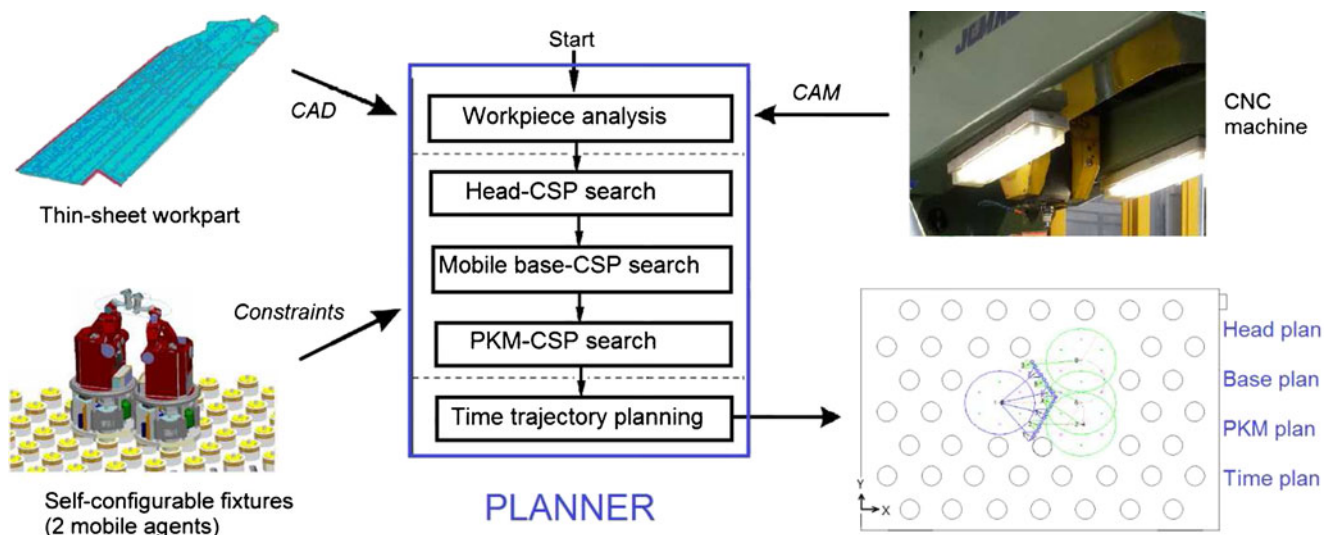 Start
CAD
Workpiece analysis
CAM
CNC
machine
Thin-sheet workpart
Head-CSP search
Mobile base-CSP search
Constraints
PKM-CSP search
Time trajectory planning
Head plan
Base plan
PKM plan
Time plan
Y
X
Self-configurable fixtures
(2 mobile agents)
PLANNER